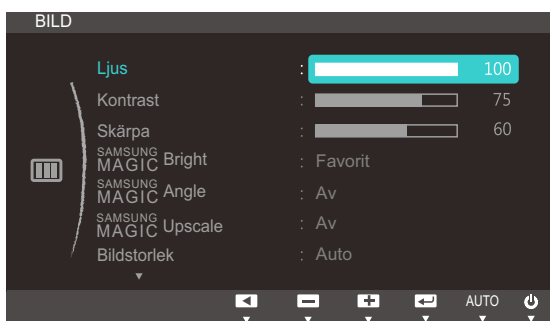 BILD
Ljus : 100
Kontrast : 75
Skärpa : 60
SAMSUNG MAGIC Bright : Favorit
SAMSUNG MAGIC Angle : Av
SAMSUNG MAGIC Upscale : Av
Bildstorlek : Auto
AUTO